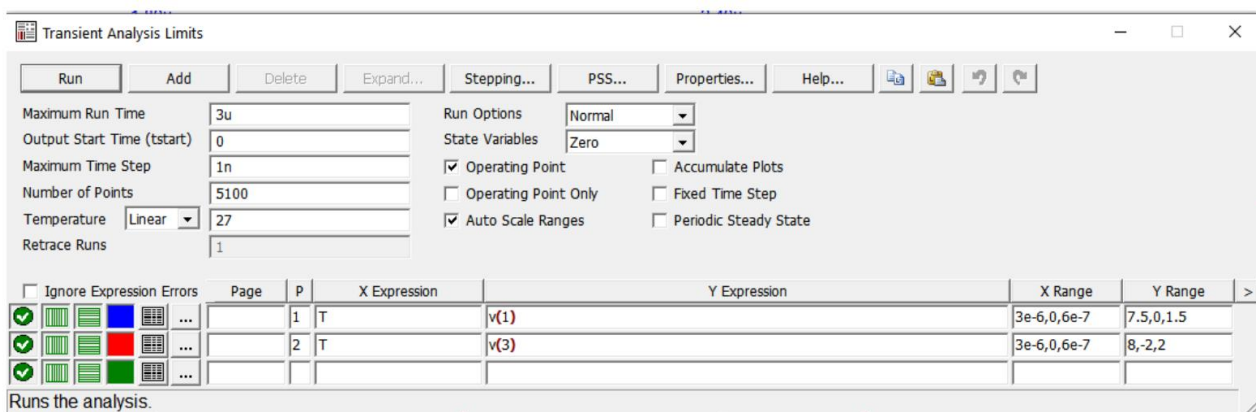 Transient Analysis Limits
Run Add Delete Expand... Stepping... PSS... Properties... Help...
Maximum Run Time 3u Run Options Normal
Output Start Time (tstart) 0 State Variables Zero
Maximum Time Step 1n Operating Point Accumulate Plots
Number of Points 5100 Operating Point Only Fixed Time Step
Temperature Linear 27 Auto Scale Ranges Periodic Steady State
Retrace Runs 1
Ignore Expression Errors Page P X Expression Y Expression X Range Y Range >
... 1 T v(1) 3e-6,0,6e-7 7.5,0,1.5
... 2 T v(3) 3e-6,0,6e-7 8,-2,2
...
Runs the analysis.